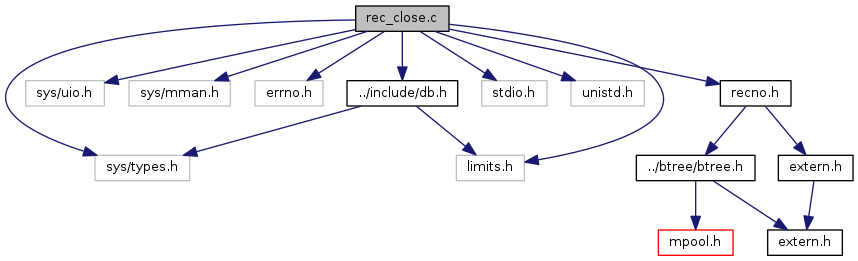 rec_close.c
sys/uio.h
sys/mman.h
errno.h
../include/db.h
stdio.h
unistd.h
recno.h
sys/types.h
limits.h
../btree/btree.h
extern.h
mpool.h
extern.h